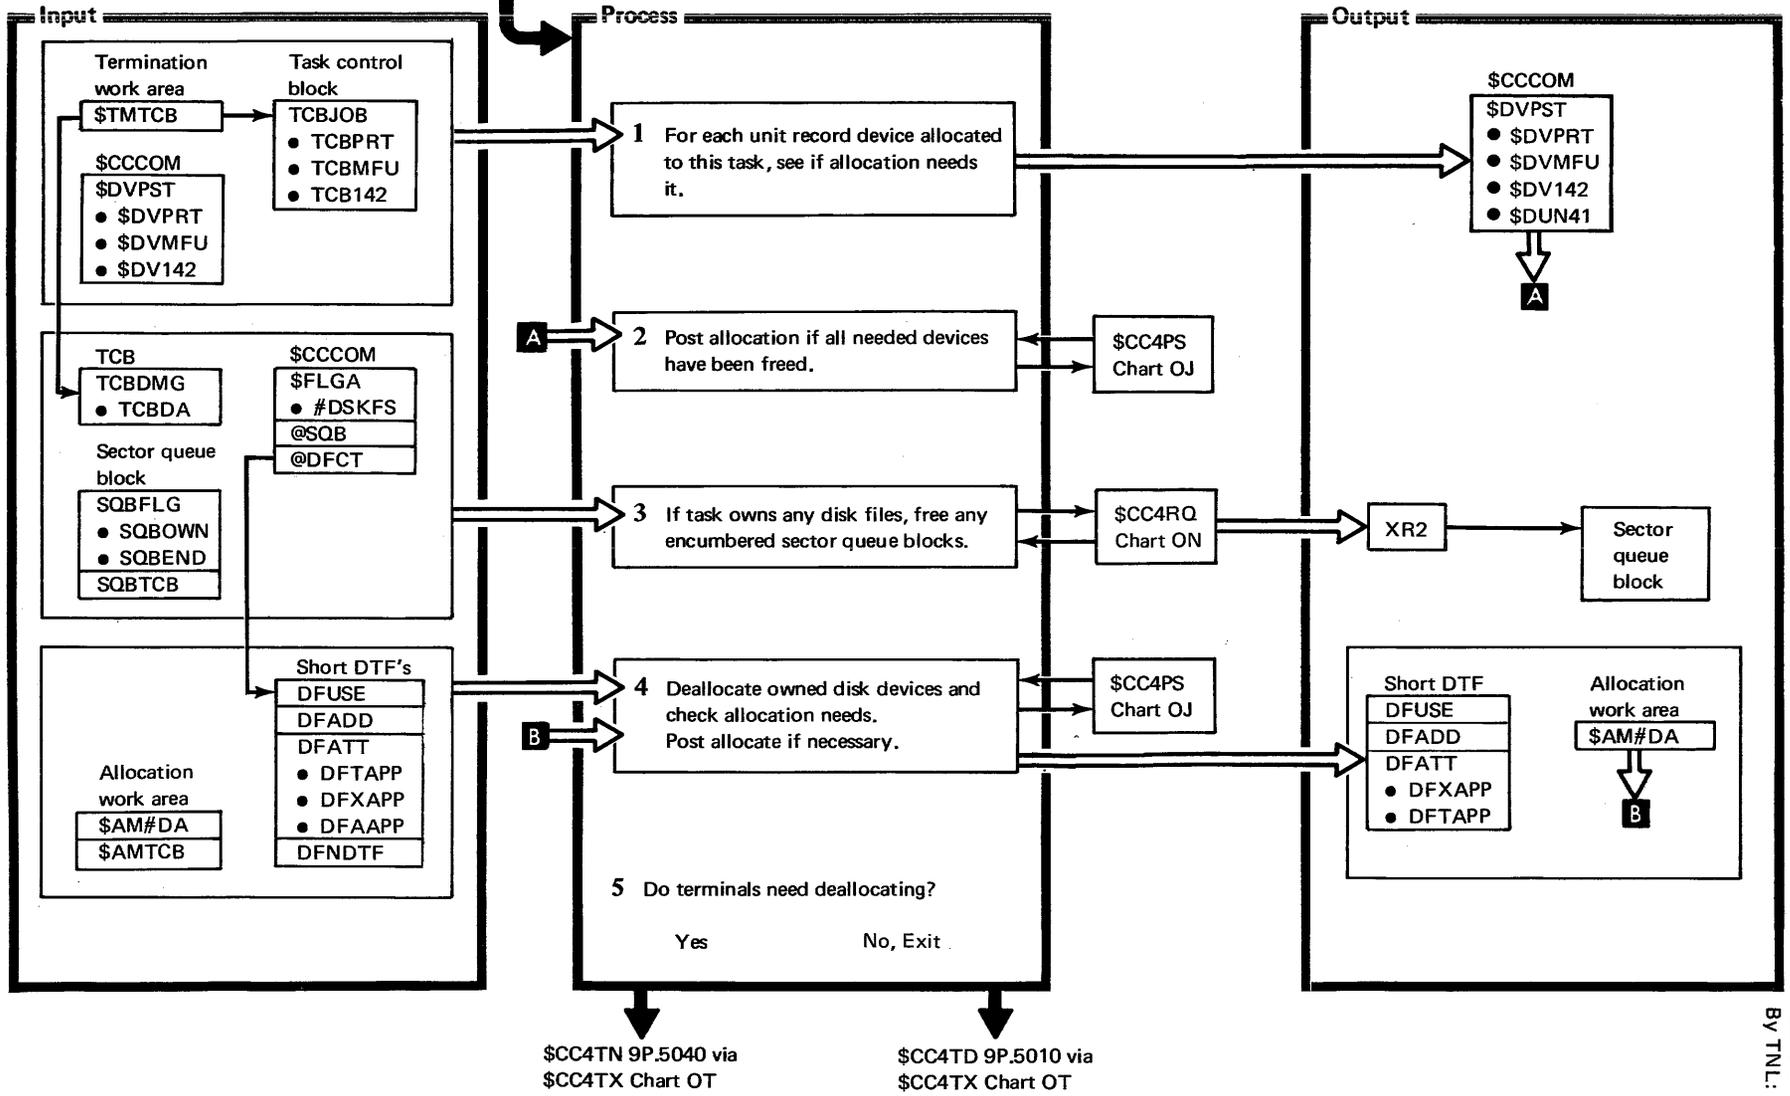 Input
Termination
work area
$TMTCB
$CCCOM
$DVPST
• $DVPRT
• $DVMFU
• $DV142
Task control
block
TCBJOB
• TCBPRT
• TCBMFU
• TCB142
TCB
TCBDMG
• TCBDA
Sector queue
block
SQBFLG
• SQBOWN
• SQBEND
SQBTCB
$CCCOM
$FLGA
• #DSKFS
@SQB
@DFCT
Allocation
work area
$AM#DA
$AMTCB
Short DTF's
DFUSE
DFADD
DFATT
• DFTAPP
• DFXAPP
• DFAAPP
DFNDTF
Process
1 For each unit record device allocated
to this task, see if allocation needs
it.
A
2 Post allocation if all needed devices
have been freed.
$CC4PS
Chart OJ
3 If task owns any disk files, free any
encumbered sector queue blocks.
$CC4RQ
Chart ON
B
4 Deallocate owned disk devices and
check allocation needs.
Post allocate if necessary.
$CC4PS
Chart OJ
5 Do terminals need deallocating?
Yes No, Exit
$CC4TN 9P.5040 via
$CC4TX Chart OT
$CC4TD 9P.5010 via
$CC4TX Chart OT
Output
$CCCOM
$DVPST
• $DVPRT
• $DVMFU
• $DV142
• $DUN41
A
XR2
Sector
queue
block
Short DTF
DFUSE
DFADD
DFATT
• DFXAPP
• DFTAPP
Allocation
work area
$AM#DA
B
By TNL: